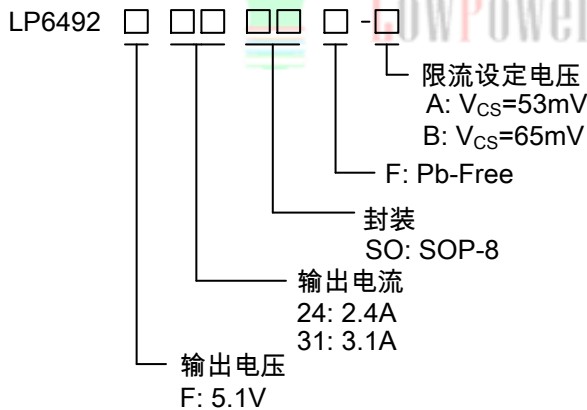 LP6492 □ □□ □□ □ -□
LowPower
限流设定电压
A: VCS=53mV
B: VCS=65mV
F: Pb-Free
封装
SO: SOP-8
输出电流
24: 2.4A
31: 3.1A
输出电压
F: 5.1V